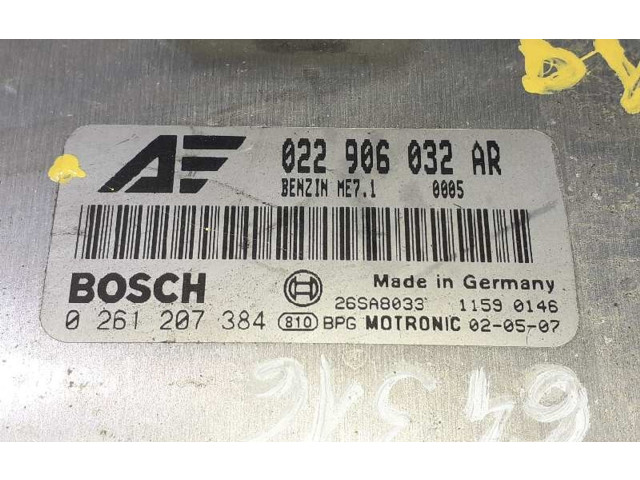 AF 022 906 032 AR
BENZIN ME7.1 0005
BOSCH Made in Germany
26SA8033 1159 0146
0 261 207 384 810 BPG MOTRONIC 02-05-07